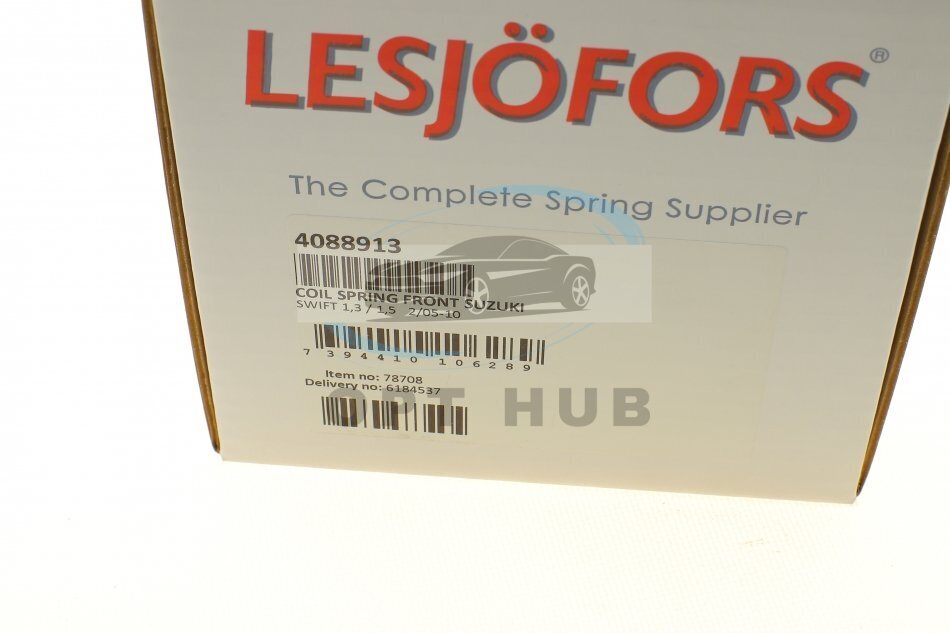 LESJÖFORS®
The Complete Spring Supplier
4088913
COIL SPRING FRONT SUZUKI
SWIFT 1,3 / 1,5 2/05-10
7 394410 106289
Item no: 78708
Delivery no: 6184537
OPT HUB